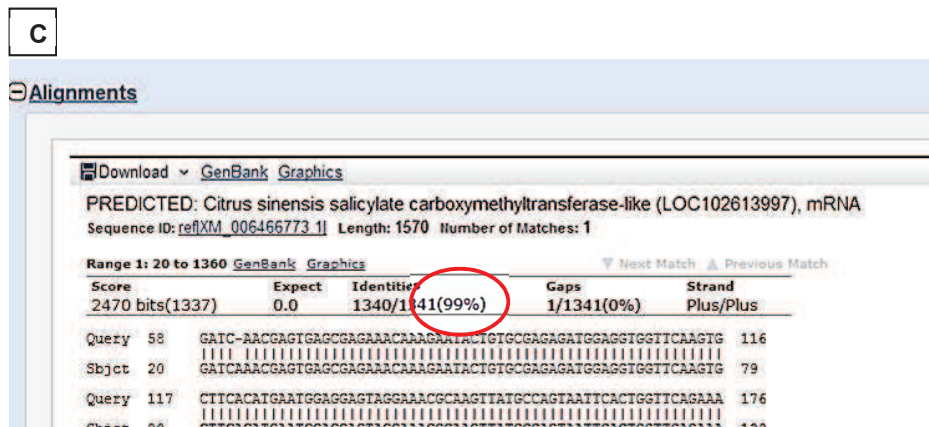 C
Alignments
Download GenBank Graphics
PREDICTED: Citrus sinensis salicylate carboxymethyltransferase-like (LOC102613997), mRNA
Sequence ID: ref|XM_006466773.1| Length: 1570 Number of Matches: 1
Range 1: 20 to 1360 GenBank Graphics Next Match Previous Match
Score Expect Identities Gaps Strand
2470 bits(1337) 0.0 1340/1341(99%) 1/1341(0%) Plus/Plus
Query 58 GATC-AACGAGTGAGCGAGAAACAAAGAATACTGTGCGAGAGATGGAGGTGGTTCAAGTG 116
Sbjct 20 GATCAAACGAGTGAGCGAGAAACAAAGAATACTGTGCGAGAGATGGAGGTGGTTCAAGTG 79
Query 117 CTTCACATGAATGGAGGAGTAGGAAACGCAAGTTATGCCAGTAATTCACTGGTTCAGAAA 176